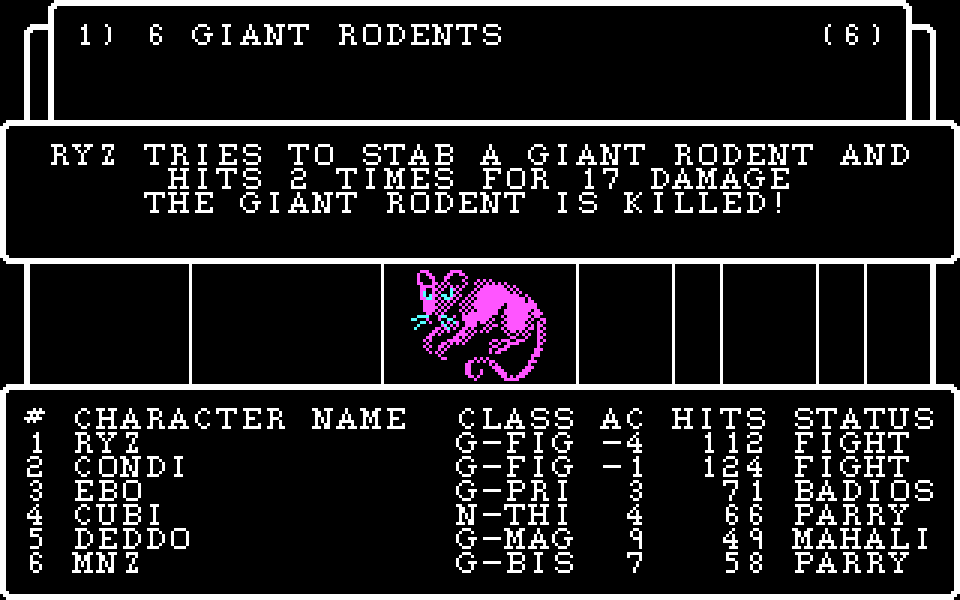 1) 6 GIANT RODENTS (6)
RYZ TRIES TO STAB A GIANT RODENT AND
HITS 2 TIMES FOR 17 DAMAGE
THE GIANT RODENT IS KILLED!
# CHARACTER NAME CLASS AC HITS STATUS
1 RYZ G-FIG -4 112 FIGHT
2 CONDI G-FIG -1 124 FIGHT
3 EBO G-PRI 3 71 BADIOS
4 CUBI N-THI 4 66 PARRY
5 DEDDO G-MAG 9 49 MAHALI
6 MNZ G-BIS 7 58 PARRY